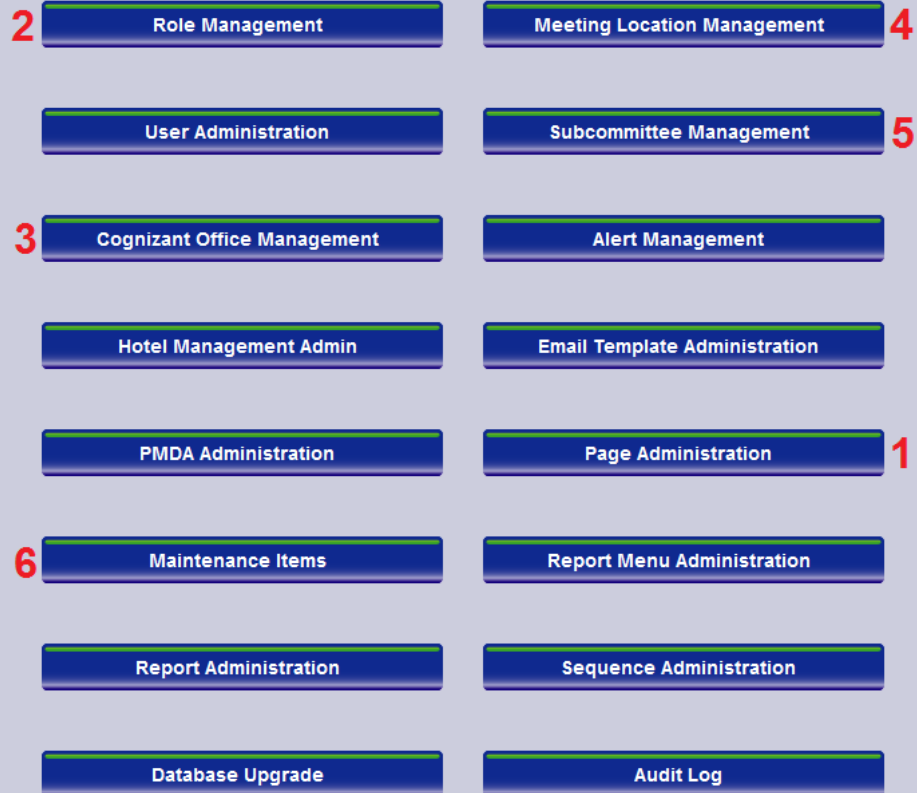 2 Role Management Meeting Location Management 4
User Administration Subcommittee Management 5
3 Cognizant Office Management Alert Management
Hotel Management Admin Email Template Administration
PMDA Administration Page Administration 1
6 Maintenance Items Report Menu Administration
Report Administration Sequence Administration
Database Upgrade Audit Log